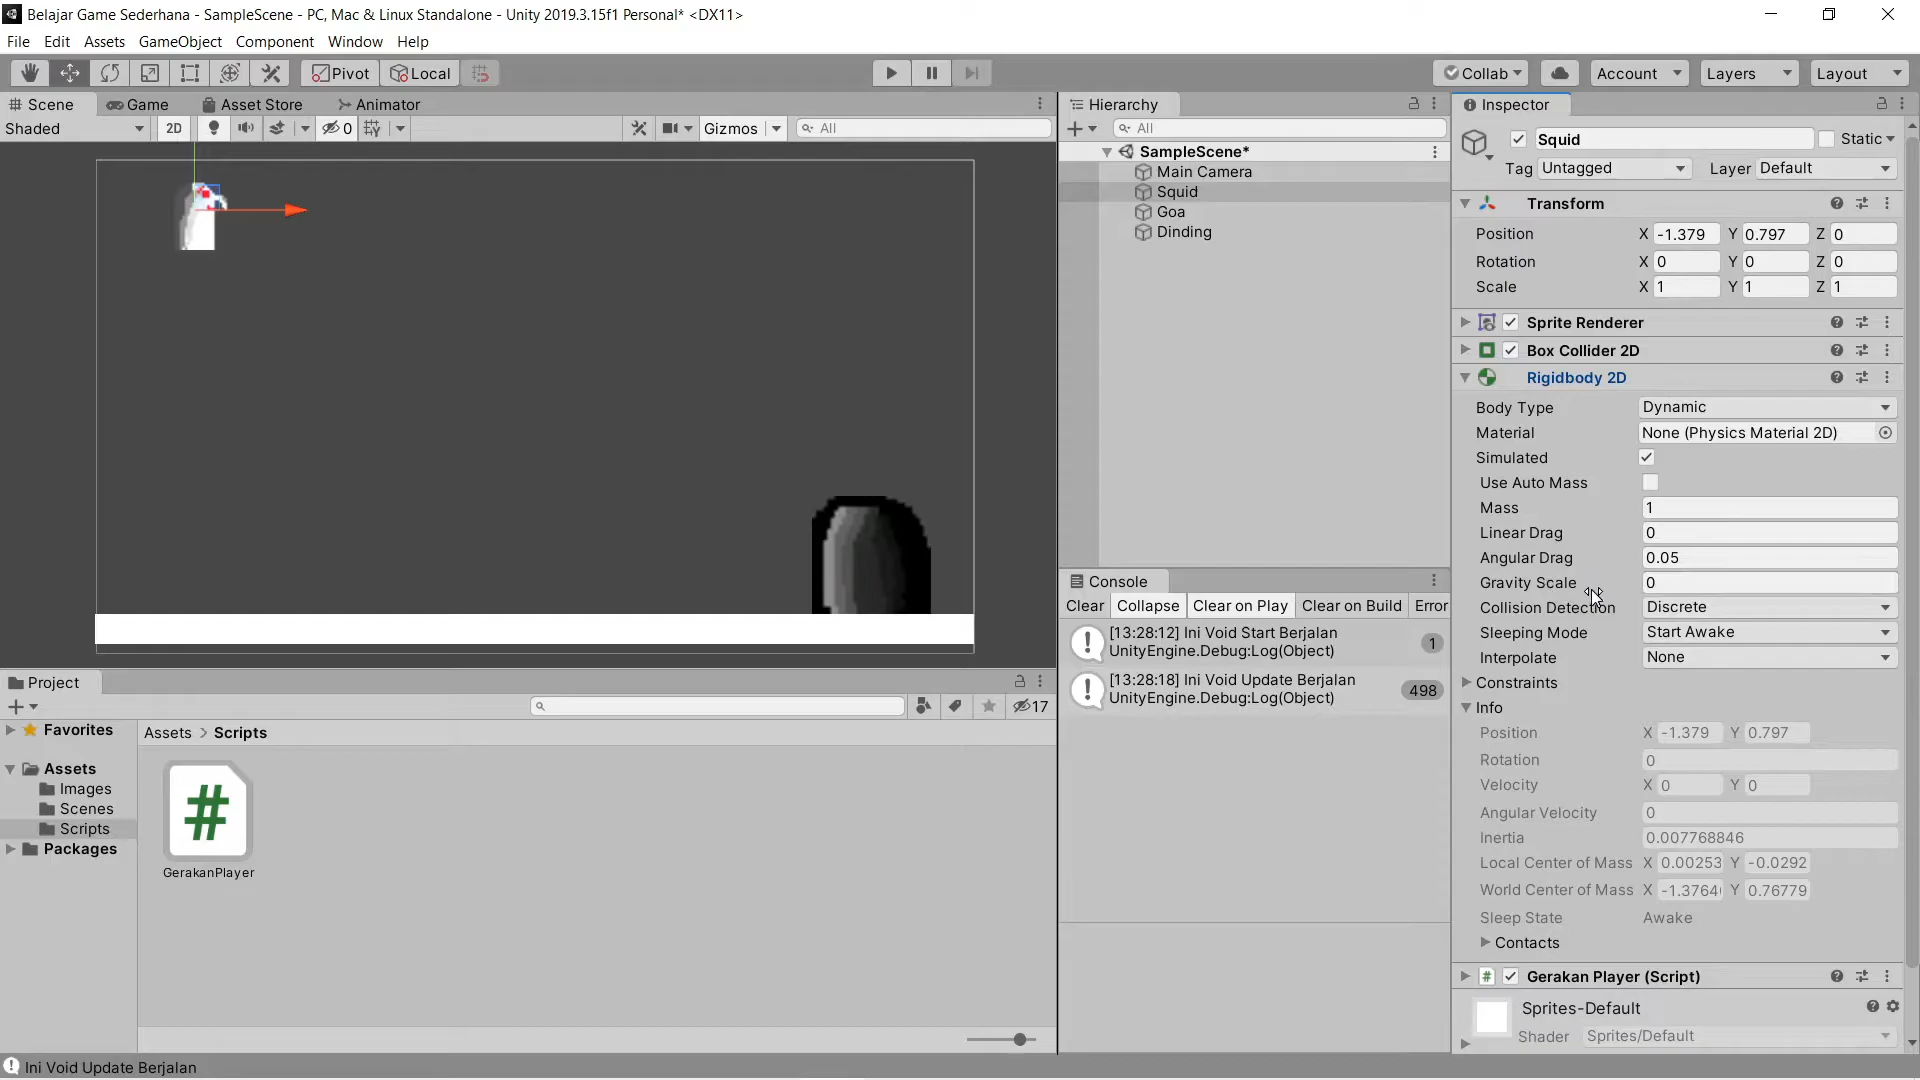 Belajar Game Sederhana - SampleScene - PC, Mac & Linux Standalone - Unity 2019.3.15f1 Personal* <DX11>
File Edit Assets GameObject Component Window Help
Pivot Local Collab Account Layers Layout
Scene Game Asset Store Animator
Shaded 2D 0 Gizmos All
Hierarchy
All
SampleScene*
Main Camera
Squid
Goa
Dinding
Console
Clear Collapse Clear on Play Clear on Build Error
[13:28:12] Ini Void Start Berjalan
UnityEngine.Debug:Log(Object)
1
[13:28:18] Ini Void Update Berjalan
UnityEngine.Debug:Log(Object)
498
Project
17
Favorites
Assets
Images
Scenes
Scripts
Packages
Assets > Scripts
#
GerakanPlayer
Inspector
Squid Static
Tag Untagged Layer Default
Transform
Position X -1.379 Y 0.797 Z 0
Rotation X 0 Y 0 Z 0
Scale X 1 Y 1 Z 1
Sprite Renderer
Box Collider 2D
Rigidbody 2D
Body Type Dynamic
Material None (Physics Material 2D)
Simulated
Use Auto Mass
Mass 1
Linear Drag 0
Angular Drag 0.05
Gravity Scale 0
Collision Detection Discrete
Sleeping Mode Start Awake
Interpolate None
Constraints
Info
Position X -1.379 Y 0.797
Rotation 0
Velocity X 0 Y 0
Angular Velocity 0
Inertia 0.007768846
Local Center of Mass X 0.00253 Y -0.0292
World Center of Mass X -1.3764 Y 0.76779
Sleep State Awake
Contacts
# Gerakan Player (Script)
Sprites-Default
Shader Sprites/Default
Ini Void Update Berjalan